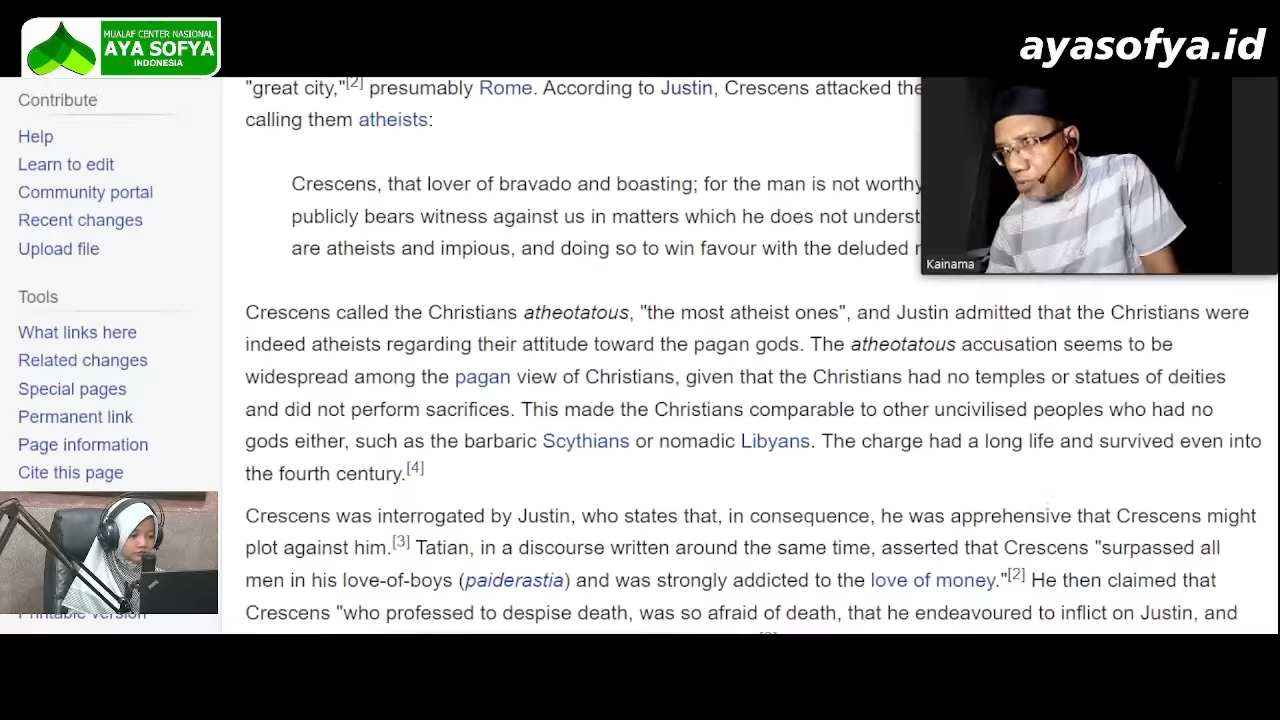 MUALAF CENTER NASIONAL
AYA SOFYA
INDONESIA
ayasofya.id
Contribute
Help
Learn to edit
Community portal
Recent changes
Upload file
Tools
What links here
Related changes
Special pages
Permanent link
Page information
Cite this page
Printable version
"great city,"[2] presumably Rome. According to Justin, Crescens attacked the
calling them atheists:
Crescens, that lover of bravado and boasting; for the man is not worthy
publicly bears witness against us in matters which he does not underst
are atheists and impious, and doing so to win favour with the deluded
Kainama
Crescens called the Christians atheotatous, "the most atheist ones", and Justin admitted that the Christians were
indeed atheists regarding their attitude toward the pagan gods. The atheotatous accusation seems to be
widespread among the pagan view of Christians, given that the Christians had no temples or statues of deities
and did not perform sacrifices. This made the Christians comparable to other uncivilised peoples who had no
gods either, such as the barbaric Scythians or nomadic Libyans. The charge had a long life and survived even into
the fourth century.[4]
Crescens was interrogated by Justin, who states that, in consequence, he was apprehensive that Crescens might
plot against him.[3] Tatian, in a discourse written around the same time, asserted that Crescens "surpassed all
men in his love-of-boys (paiderastia) and was strongly addicted to the love of money."[2] He then claimed that
Crescens "who professed to despise death, was so afraid of death, that he endeavoured to inflict on Justin, and